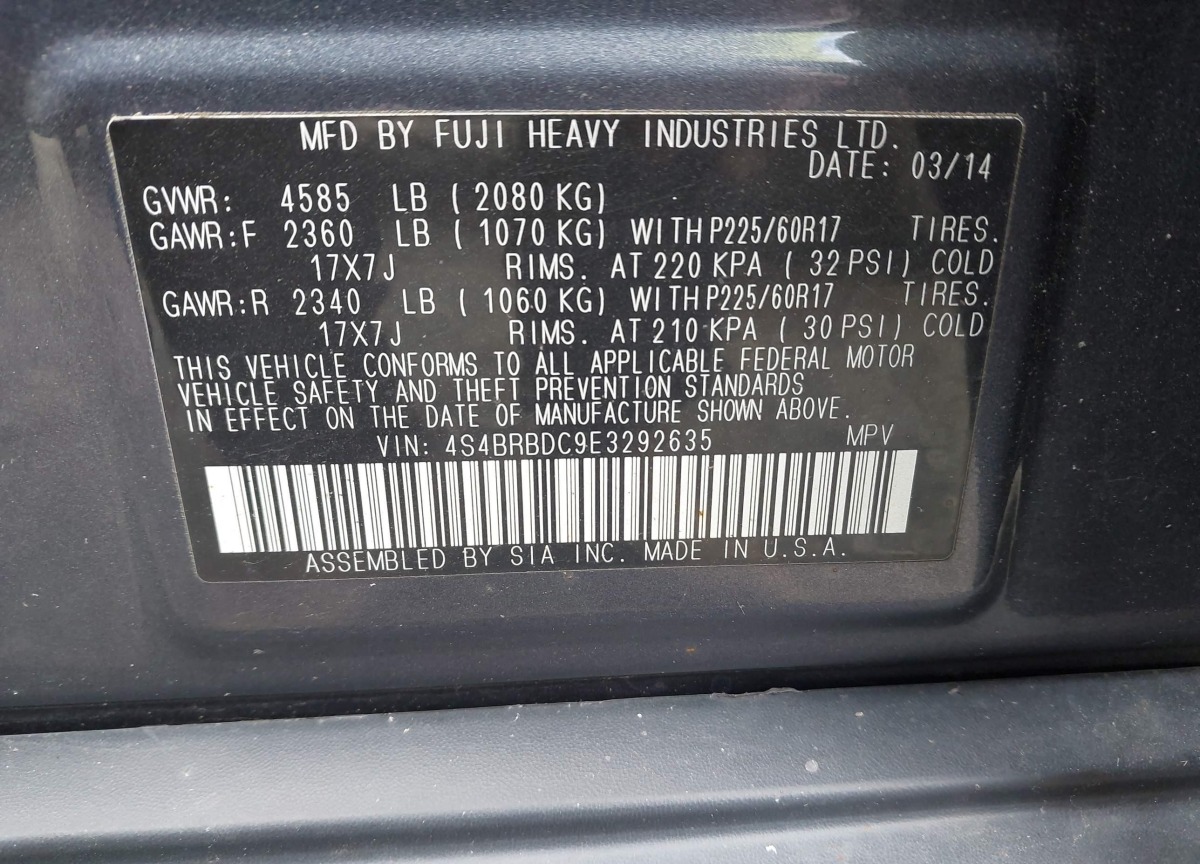 MFD BY FUJI HEAVY INDUSTRIES LTD.
DATE: 03/14
GVWR: 4585 LB ( 2080 KG)
GAWR:F 2360 LB ( 1070 KG) WITH P225/60R17 TIRES.
17X7J RIMS. AT 220 KPA ( 32 PSI) COLD
GAWR:R 2340 LB ( 1060 KG) WITH P225/60R17 TIRES.
17X7J RIMS. AT 210 KPA ( 30 PSI) COLD
THIS VEHICLE CONFORMS TO ALL APPLICABLE FEDERAL MOTOR
VEHICLE SAFETY AND THEFT PREVENTION STANDARDS
IN EFFECT ON THE DATE OF MANUFACTURE SHOWN ABOVE.
VIN: 4S4BRBDC9E3292635 MPV
ASSEMBLED BY SIA INC. MADE IN U.S.A.